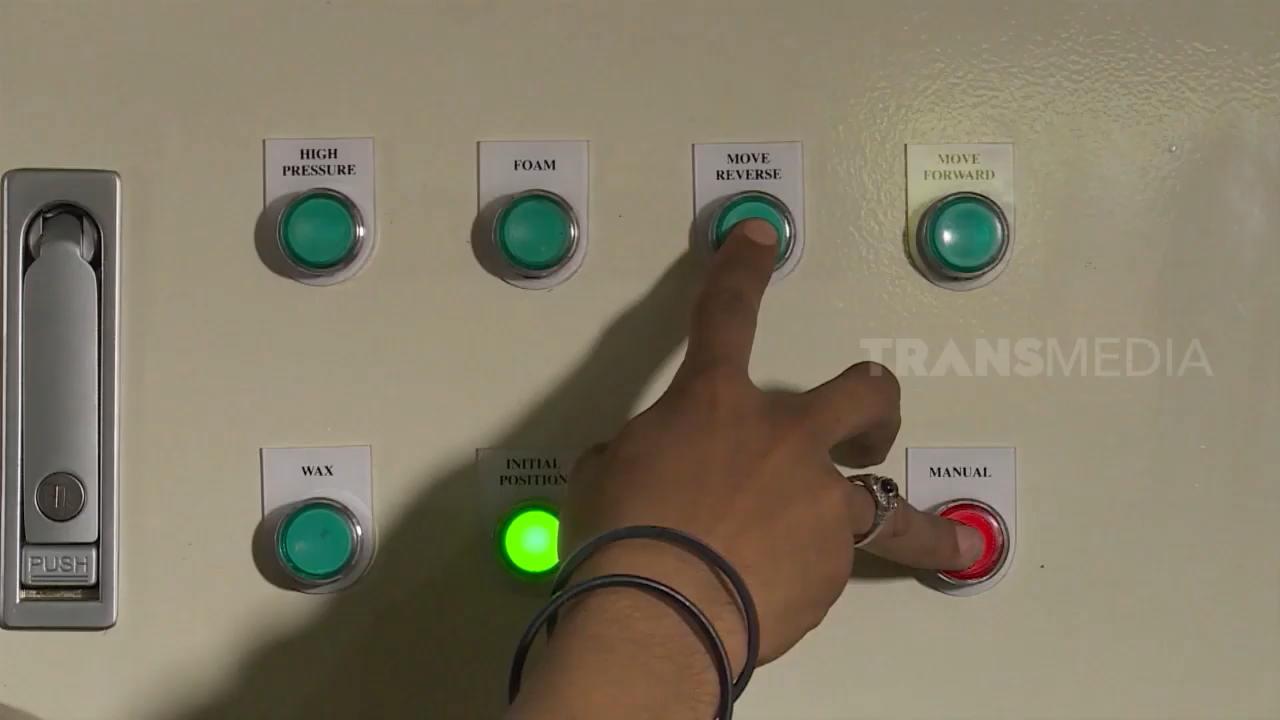 HIGH
PRESSURE
FOAM
MOVE
REVERSE
MOVE
FORWARD
TRANSMEDIA
WAX
INITIAL
POSITION
MANUAL
PUSH